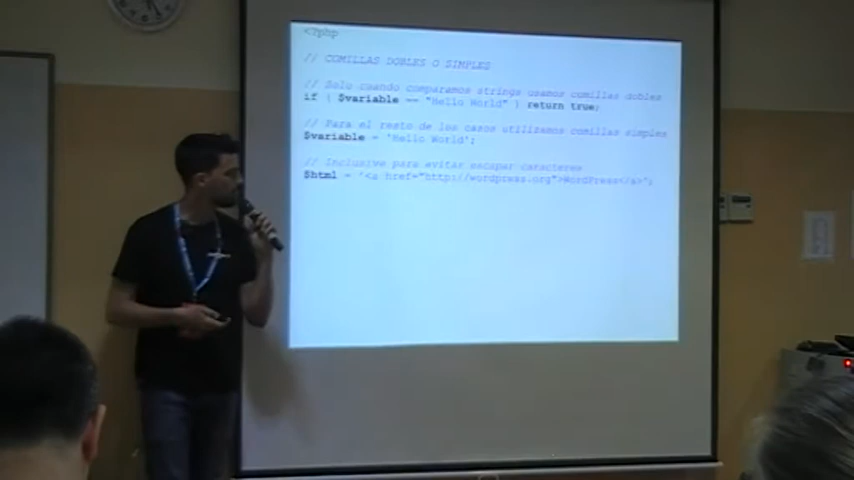 <?php
// COMILLAS DOBLES O SIMPLES
// Solo cuando comparamos strings usamos comillas dobles
if ( $variable == "Hello World" ) return true;
// Para el resto de los casos utilizamos comillas simples
$variable = 'Hello World';
// Inclusive para evitar escapar caracteres
$html = '<a href="http://wordpress.org">WordPress</a>';